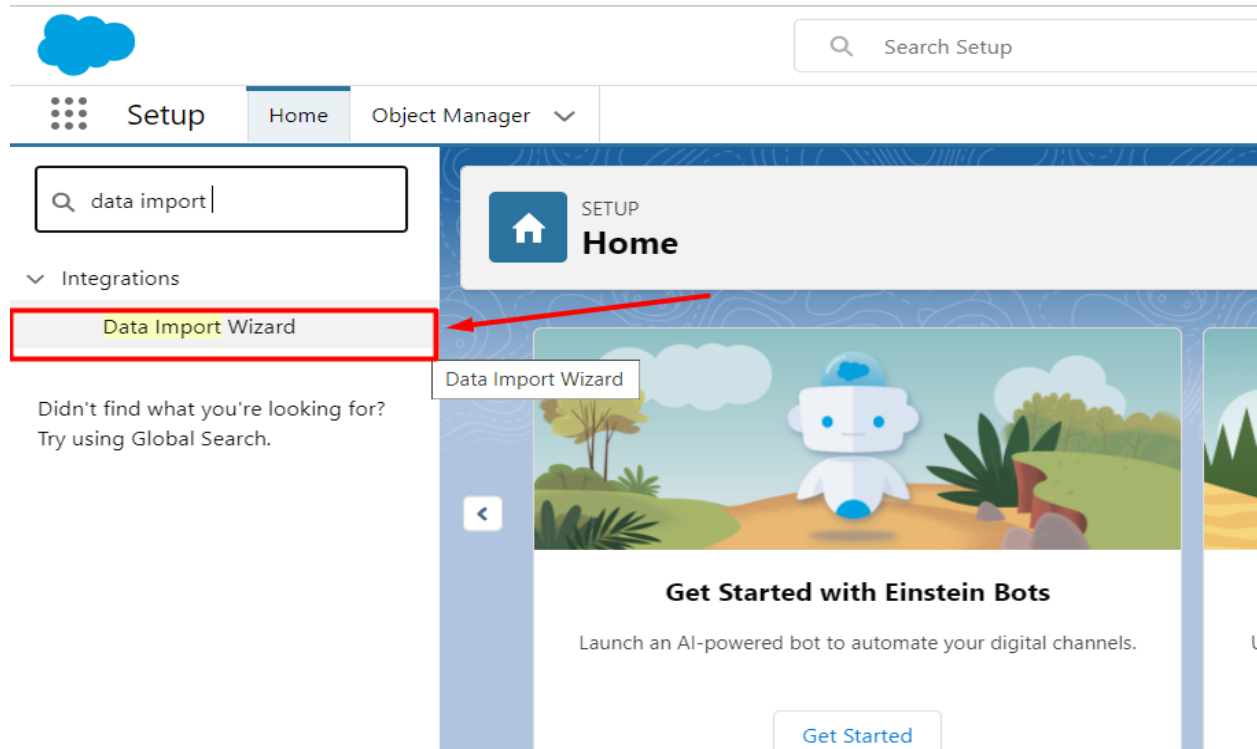 Search Setup
Setup
Home
Object Manager
data import
SETUP
Home
Integrations
Data Import Wizard
Data Import Wizard
Didn't find what you're looking for?
Try using Global Search.
Get Started with Einstein Bots
Launch an AI-powered bot to automate your digital channels.
Get Started